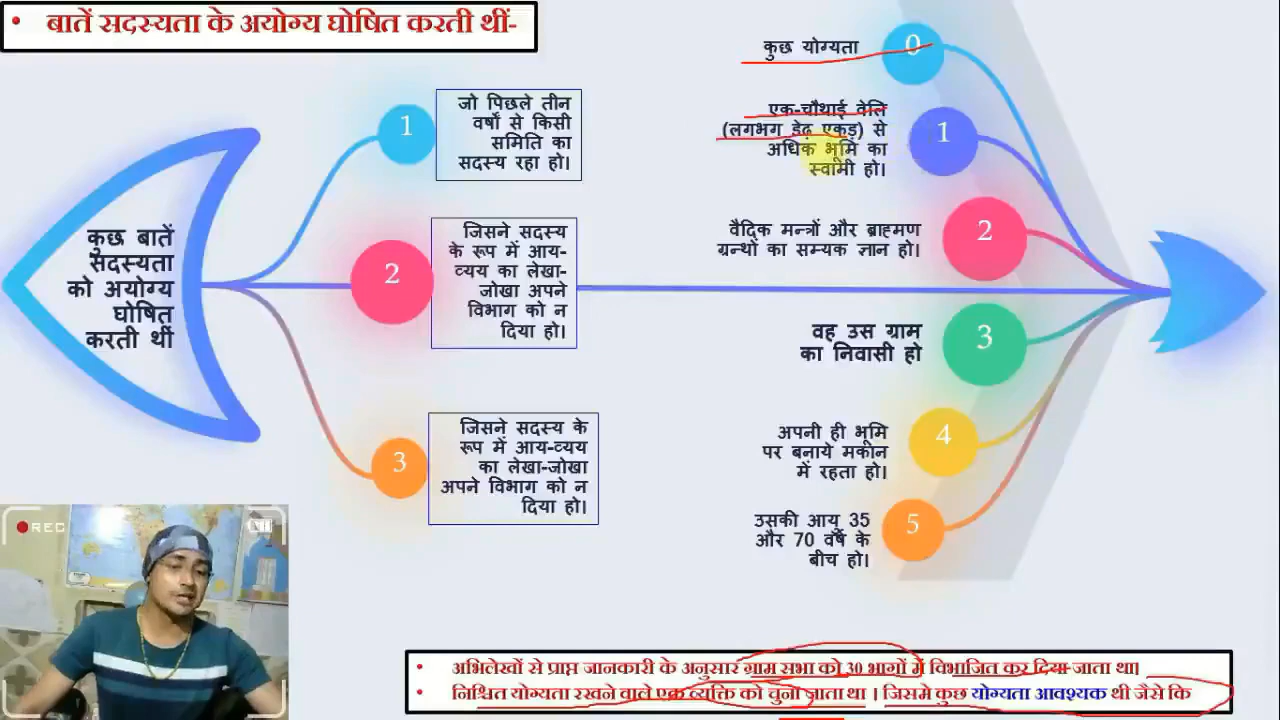 • बातें सदस्यता के अयोग्य घोषित करती थीं-
कुछ बातें
सदस्यता
को अयोग्य
घोषित
करती थीं
1
जो पिछले तीन
वर्षों से किसी
समिति का
सदस्य रहा हो।
2
जिसने सदस्य
के रूप में आय-
व्यय का लेखा-
जोखा अपने
विभाग को न
दिया हो।
3
जिसने सदस्य के
रूप में आय-व्यय
का लेखा-जोखा
अपने विभाग को न
दिया हो।
कुछ योग्यता
0
एक-चौथाई वेलि
(लगभग डेढ़ एकड़) से
अधिक भूमि का
स्वामी हो।
1
वैदिक मन्त्रों और ब्राह्मण
ग्रन्थों का सम्यक ज्ञान हो।
2
वह उस ग्राम
का निवासी हो
3
अपनी ही भूमि
पर बनाये मकान
में रहता हो।
4
उसकी आयु 35
और 70 वर्ष के
बीच हो।
5
REC
• अभिलेखों से प्राप्त जानकारी के अनुसार ग्राम सभा को 30 भागों में विभाजित कर दिया जाता था।
• निश्चित योग्यता रखने वाले एक व्यक्ति को चुना जाता था । जिसमे कुछ योग्यता आवश्यक थी जैसे कि